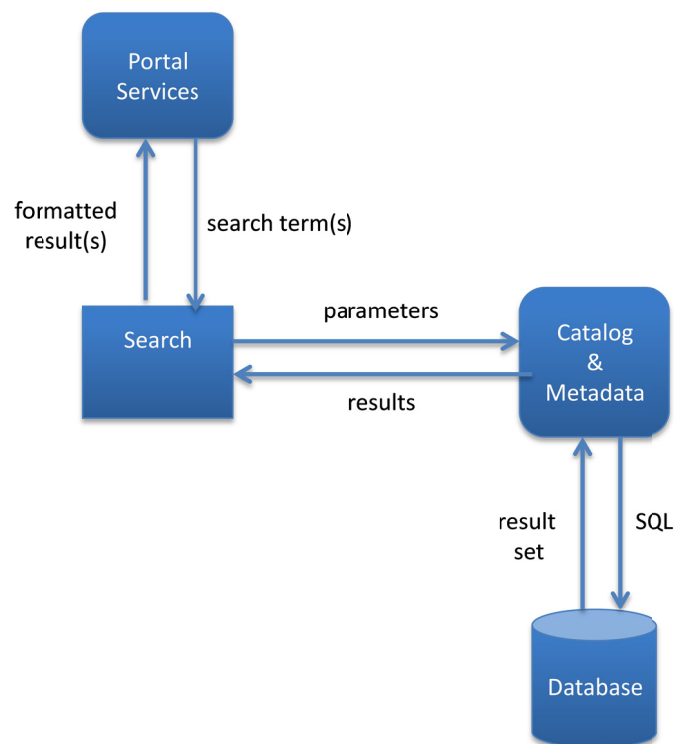 Portal
Services
formatted
result(s)
search term(s)
Search
parameters
results
Catalog
&
Metadata
result
set
SQL
Database